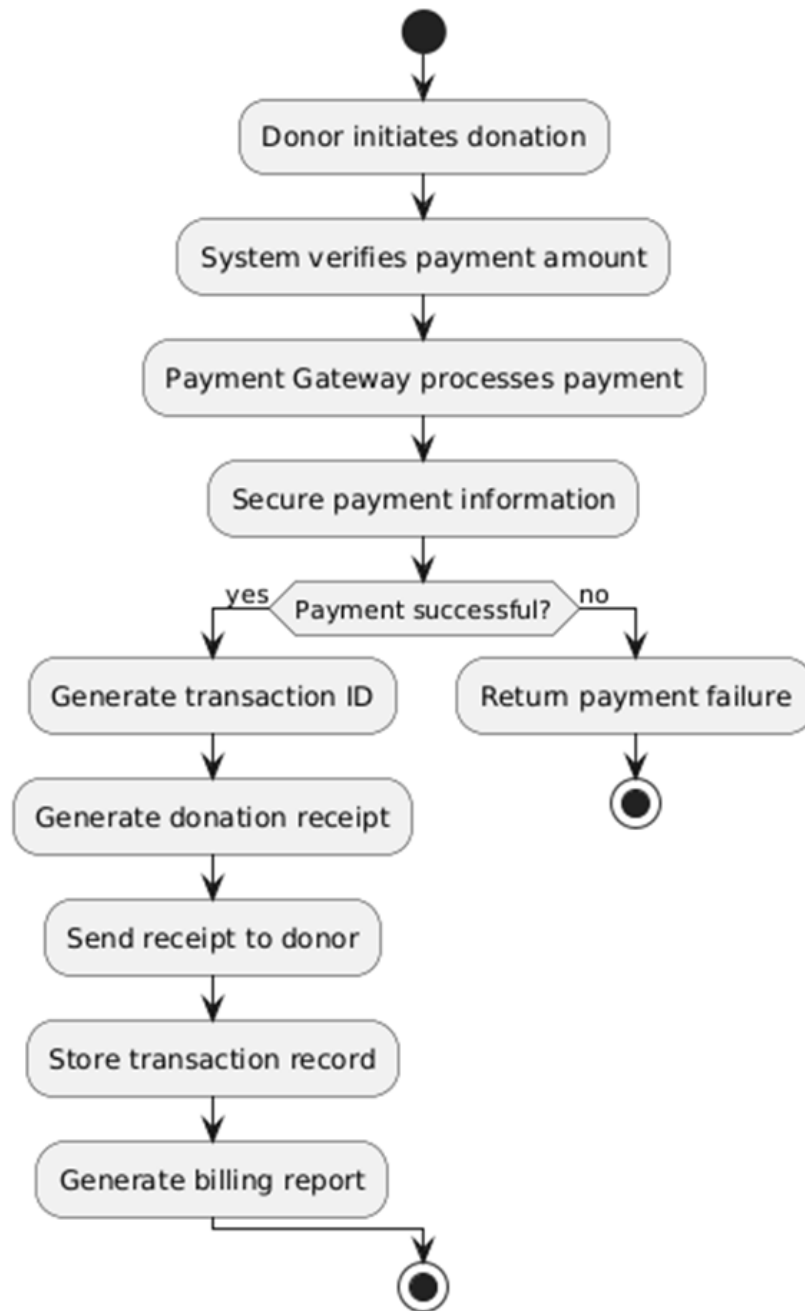 Donor initiates donation
System verifies payment amount
Payment Gateway processes payment
Secure payment information
yes
Payment successful?
no
Generate transaction ID
Return payment failure
Generate donation receipt
Send receipt to donor
Store transaction record
Generate billing report